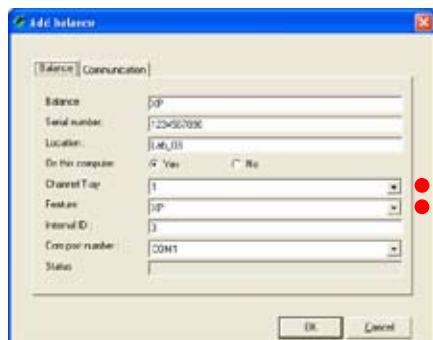 Add balance
Balance Communication
Balance XP
Serial number: 1234567890
Location: Lab_03
On this computer Yes No
Channel Tray 1
Feature: XP
Internal ID: 3
Com port number: COM1
Status
OK Cancel